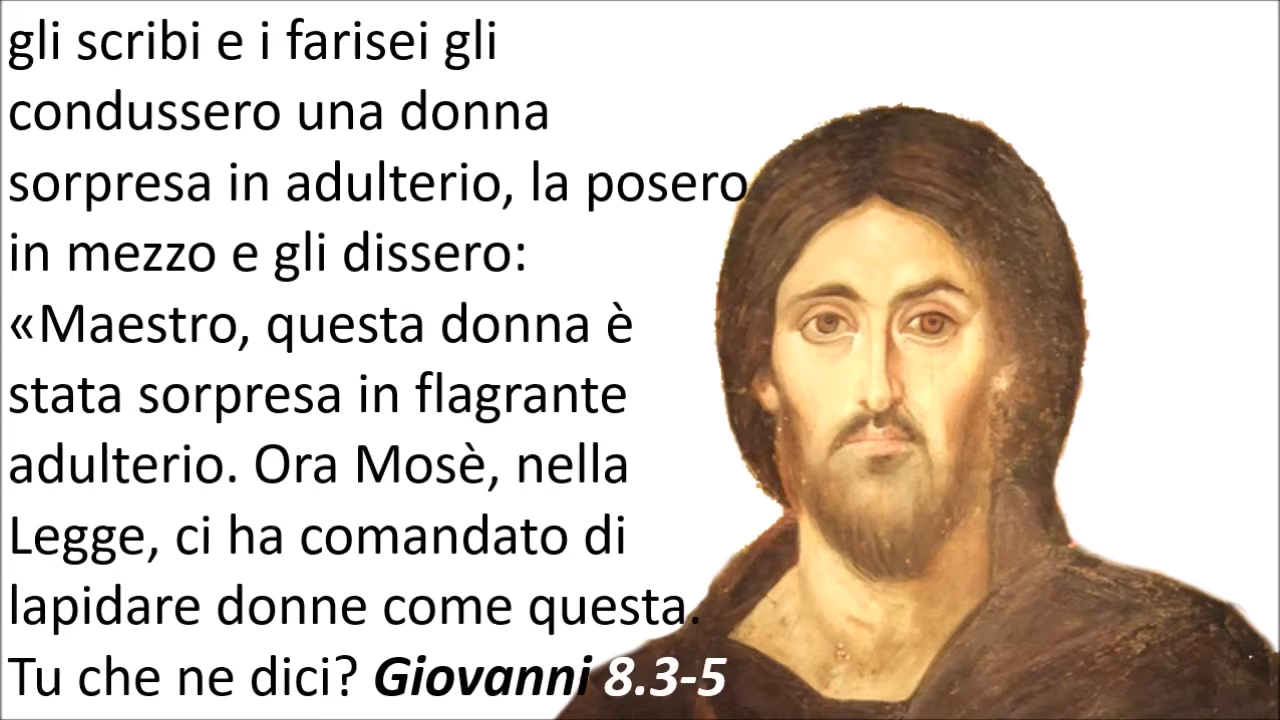 gli scribi e i farisei gli
condussero una donna
sorpresa in adulterio, la posero
in mezzo e gli dissero:
«Maestro, questa donna è
stata sorpresa in flagrante
adulterio. Ora Mosè, nella
Legge, ci ha comandato di
lapidare donne come questa.
Tu che ne dici? Giovanni 8.3-5